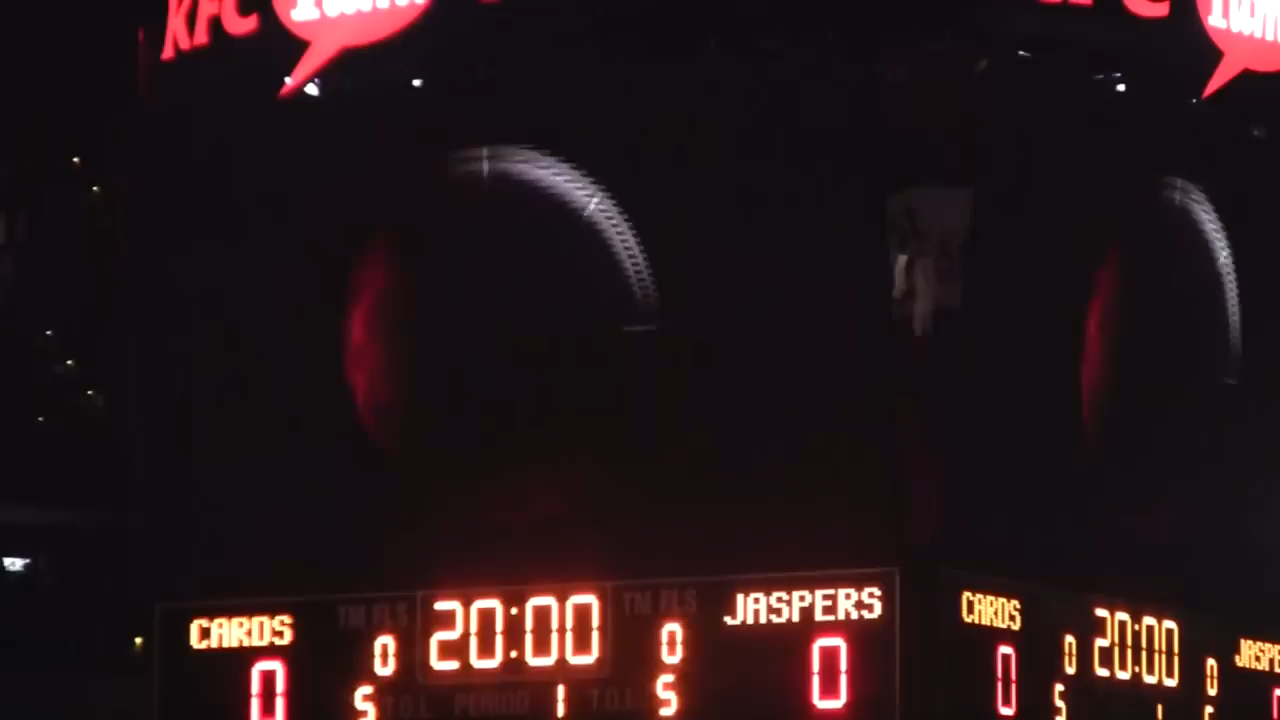 KFC Yum!
CARDS TM FLS 20:00 TM FLS JASPERS
0 0 0 0
5 T.O.L. PERIOD 1 T.O.L. 5
CARDS 20:00
0 0 0
5 1